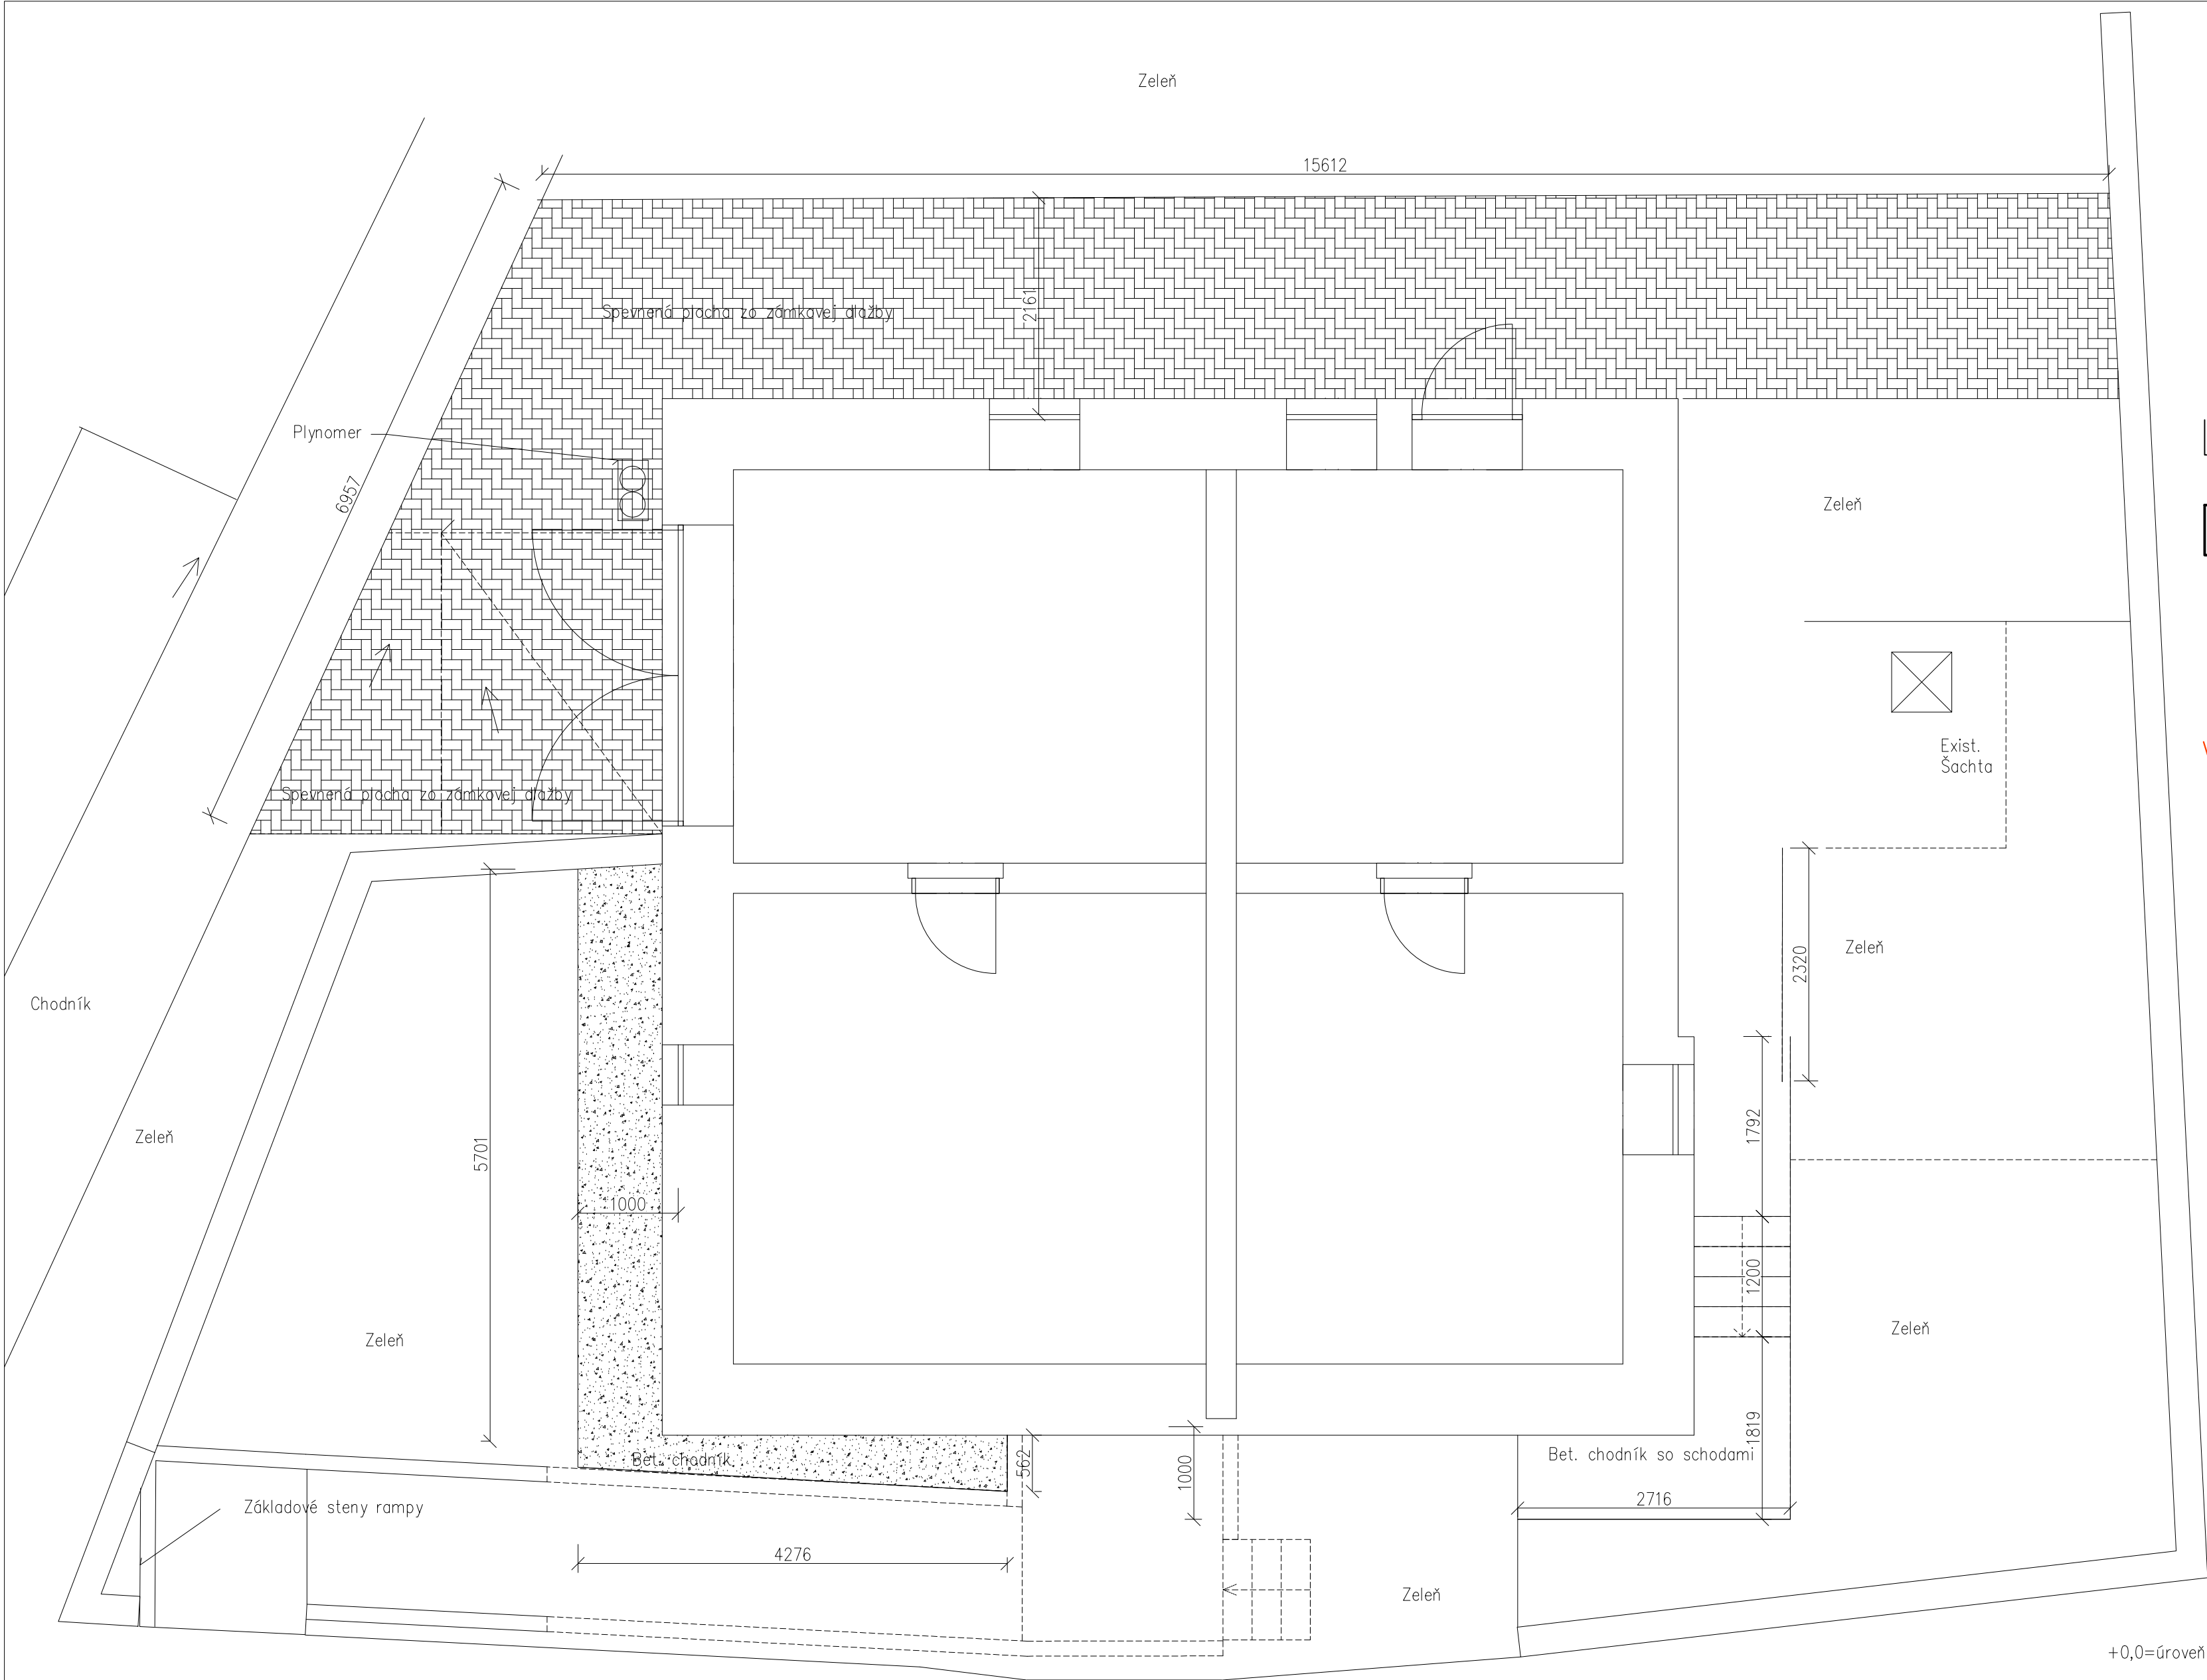 Zeleň
15612
2161
Spevnená plocha zo zámkovej dlažby
Plynomer
6957
Zeleň
Exist.
Šachta
Spevnená plocha zo zámkovej dlažby
Zeleň
2320
Chodník
Zeleň
1792
5701
1000
1200
Zeleň
Zeleň
1819
Bet. chodník
562
1000
Bet. chodník so schodami
2716
Základové steny rampy
4276
Zeleň
+0,0=úroveň